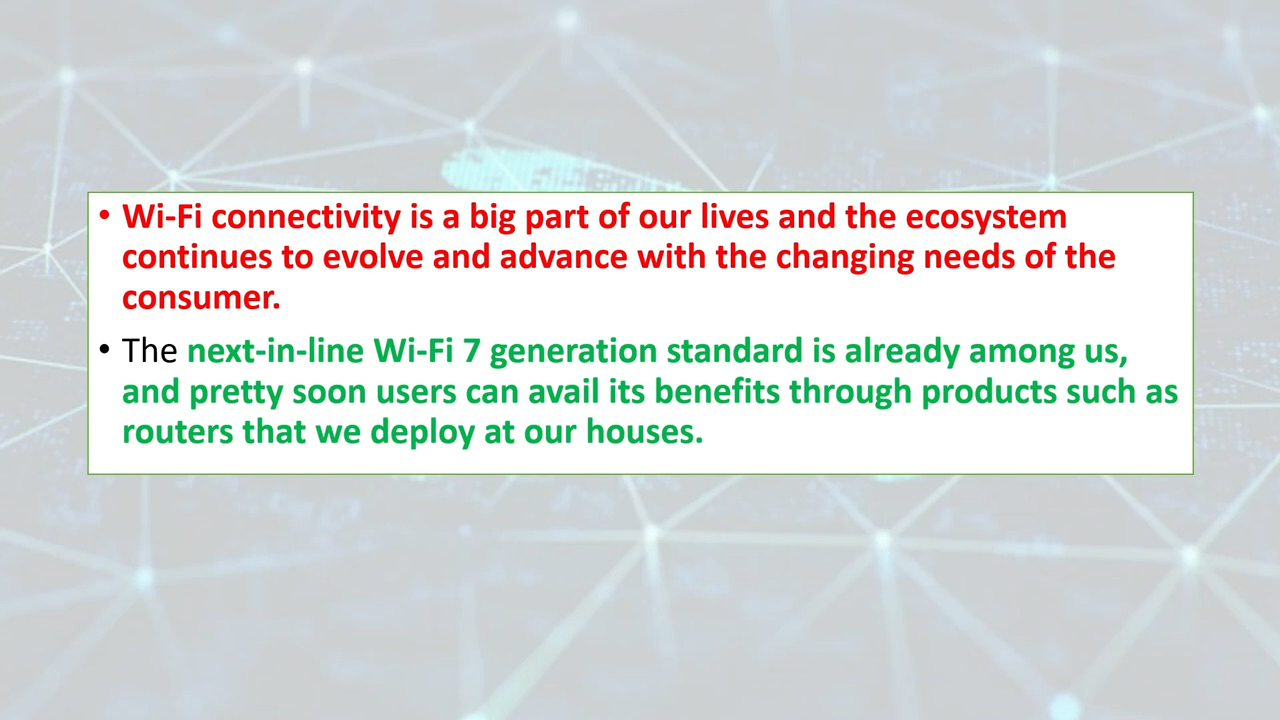 • Wi-Fi connectivity is a big part of our lives and the ecosystem
continues to evolve and advance with the changing needs of the
consumer.
• The next-in-line Wi-Fi 7 generation standard is already among us,
and pretty soon users can avail its benefits through products such as
routers that we deploy at our houses.